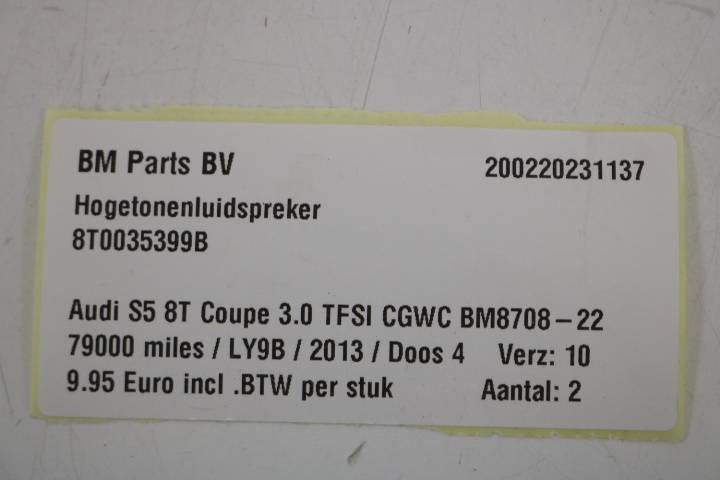 BM Parts BV 200220231137
Hogetonenluidspreker
8T0035399B
Audi S5 8T Coupe 3.0 TFSI CGWC BM8708-22
79000 miles / LY9B / 2013 / Doos 4 Verz: 10
9.95 Euro incl .BTW per stuk Aantal: 2